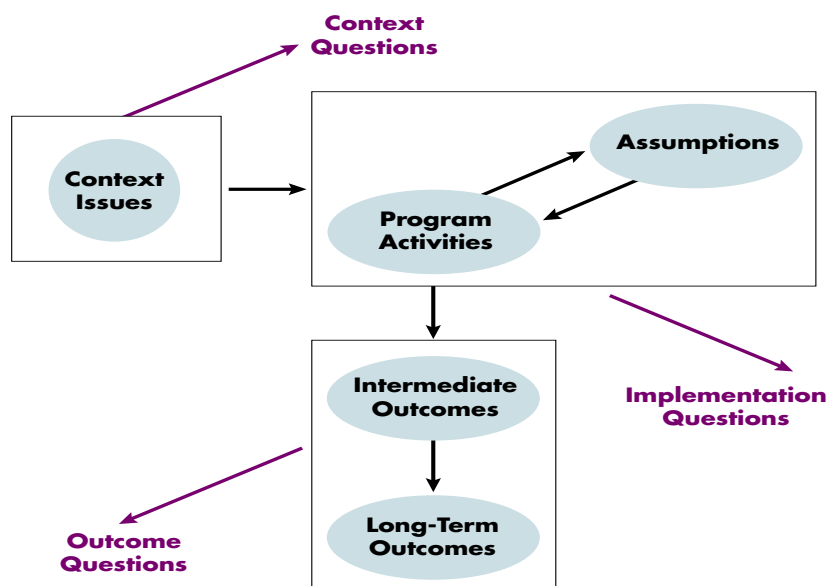 Context
Questions
Context
Issues
Assumptions
Program
Activities
Intermediate
Outcomes
Implementation
Questions
Long-Term
Outcomes
Outcome
Questions